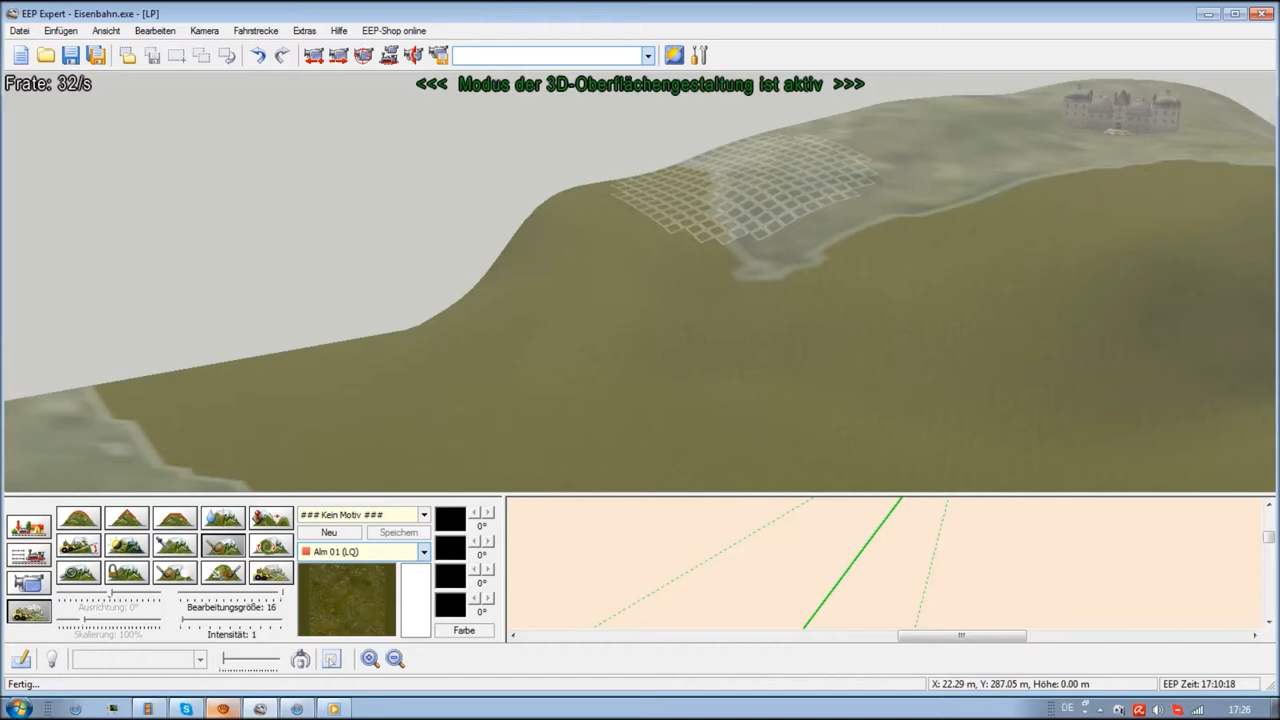 EEP Expert - Eisenbahn.exe - [LP]
Datei Einfügen Ansicht Bearbeiten Kamera Fahrstrecke Extras Hilfe EEP-Shop online
Frate: 32/s
<<< Modus der 3D-Oberflächengestaltung ist aktiv >>>
### Kein Motiv ###
0°
Neu Speichern
Alm 01 (LQ)
0°
0°
Ausrichtung: 0° Bearbeitungsgröße: 16
0°
Skalierung: 100% Intensität: 1
Farbe
Fertig...
X: 22.29 m, Y: 287.05 m, Höhe: 0.00 m
EEP Zeit: 17:10:18
DE
17:26